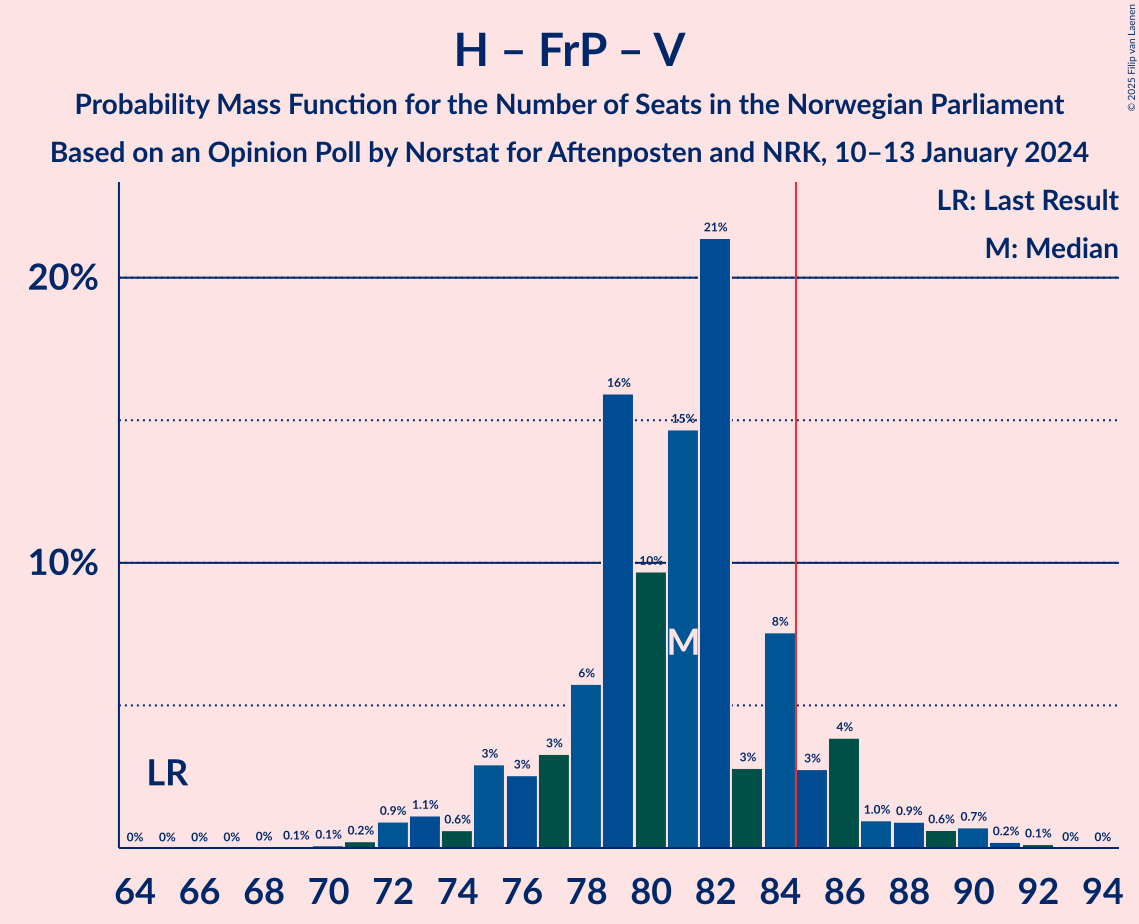 H – FrP – V
Probability Mass Function for the Number of Seats in the Norwegian Parliament
Based on an Opinion Poll by Norstat for Aftenposten and NRK, 10–13 January 2024
© 2025 Filip van Laenen
LR: Last Result
M: Median
20%
10%
LR
M
0% 0% 0% 0% 0% 0.1% 0.1% 0.2% 0.9% 1.1% 0.6% 3% 3% 3% 6% 16% 10% 15% 21% 3% 8% 3% 4% 1.0% 0.9% 0.6% 0.7% 0.2% 0.1% 0% 0%
64 66 68 70 72 74 76 78 80 82 84 86 88 90 92 94